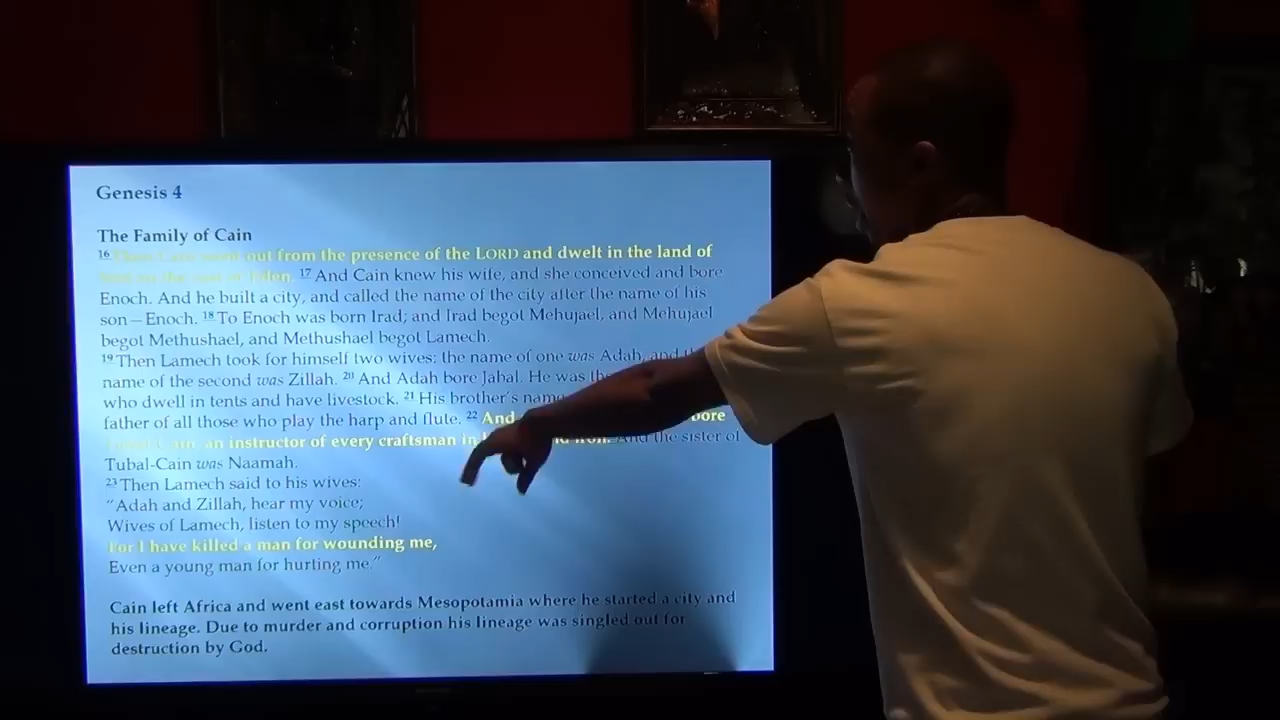 Genesis 4
The Family of Cain
16 Then Cain went out from the presence of the LORD and dwelt in the land of
on the east of Eden. 17 And Cain knew his wife, and she conceived and bore
Enoch. And he built a city, and called the name of the city after the name of his
son—Enoch. 18 To Enoch was born Irad; and Irad begot Mehujael, and Mehujael
begot Methushael, and Methushael begot Lamech.
19 Then Lamech took for himself two wives: the name of one was Adah, and
name of the second was Zillah. 20 And Adah bore Jabal. He was the
who dwell in tents and have livestock. 21 His brother's name
father of all those who play the harp and flute. 22 And bore
Cain, an instructor of every craftsman in iron. And the sister of
Tubal-Cain was Naamah.
23 Then Lamech said to his wives:
"Adah and Zillah, hear my voice;
Wives of Lamech, listen to my speech!
For I have killed a man for wounding me,
Even a young man for hurting me."
Cain left Africa and went east towards Mesopotamia where he started a city and
his lineage. Due to murder and corruption his lineage was singled out for
destruction by God.